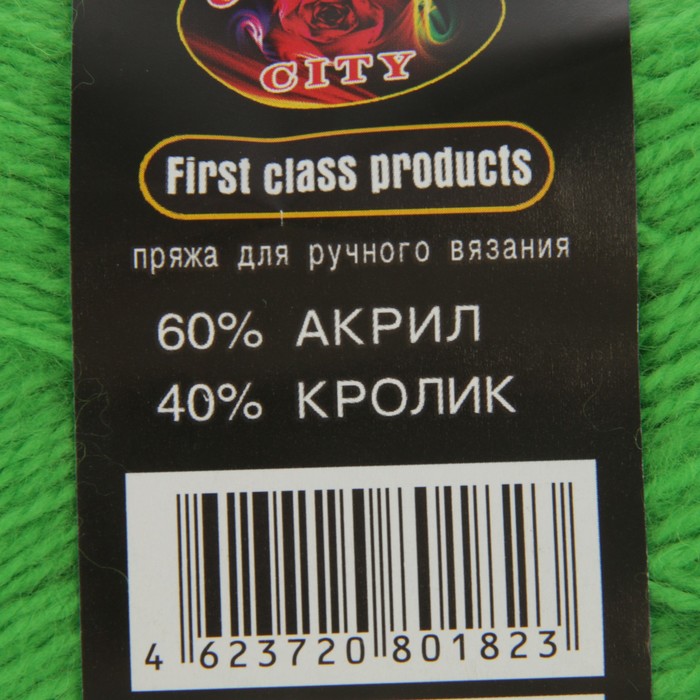 CITY
First class products
пряжа для ручного вязания
60% АКРИЛ
40% КРОЛИК
4 623720 801823